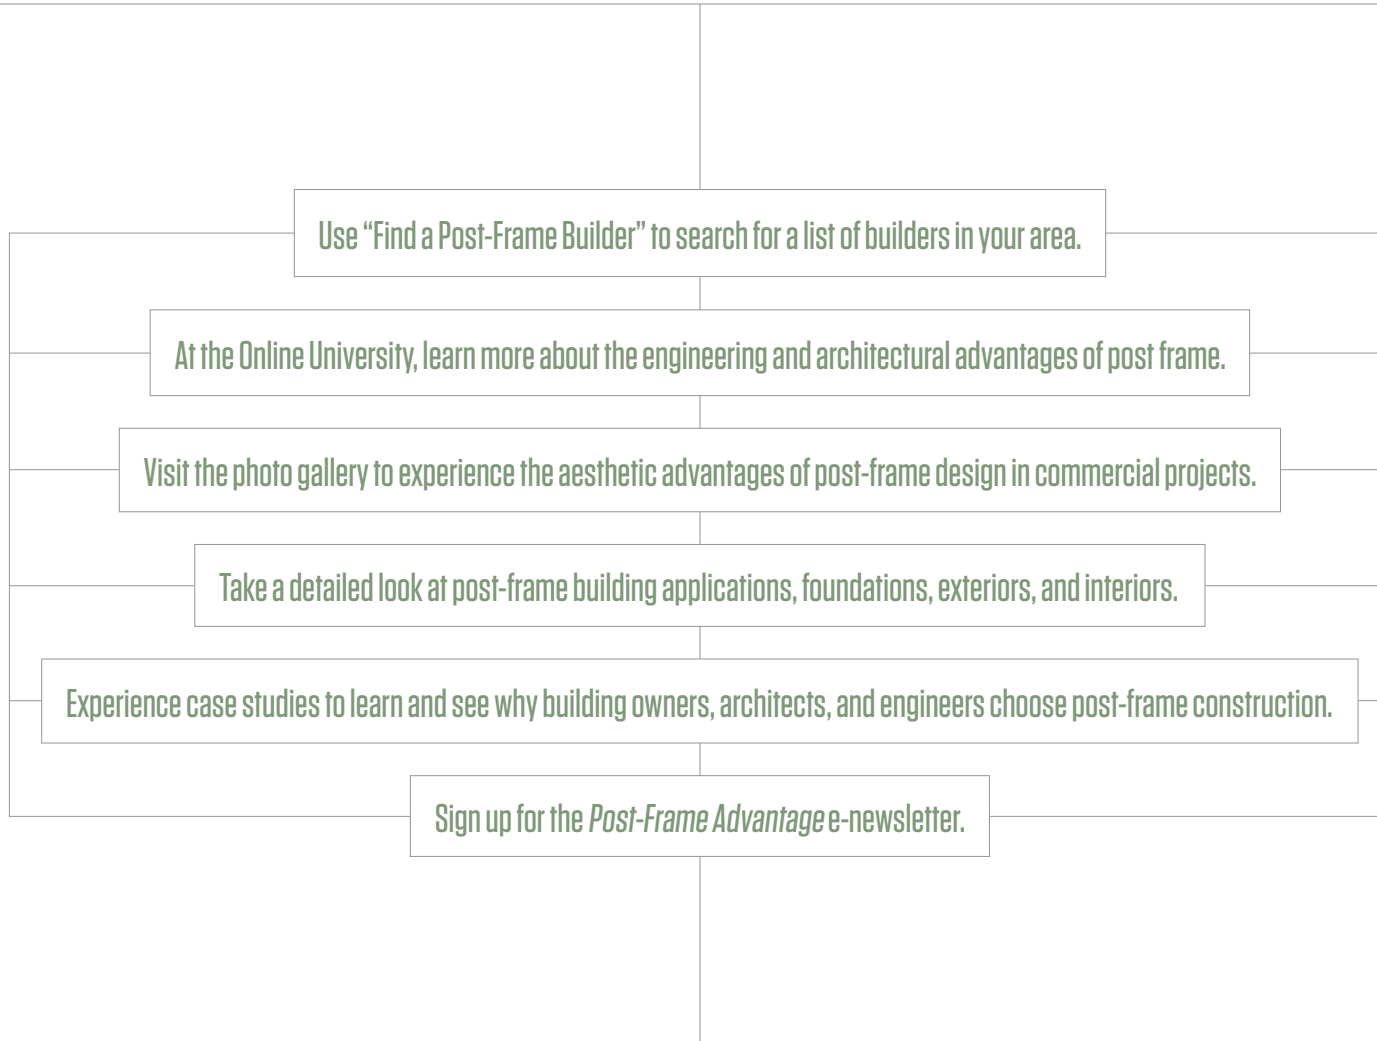 Use “Find a Post-Frame Builder” to search for a list of builders in your area.
At the Online University, learn more about the engineering and architectural advantages of post frame.
Visit the photo gallery to experience the aesthetic advantages of post-frame design in commercial projects.
Take a detailed look at post-frame building applications, foundations, exteriors, and interiors.
Experience case studies to learn and see why building owners, architects, and engineers choose post-frame construction.
Sign up for the Post-Frame Advantage e-newsletter.